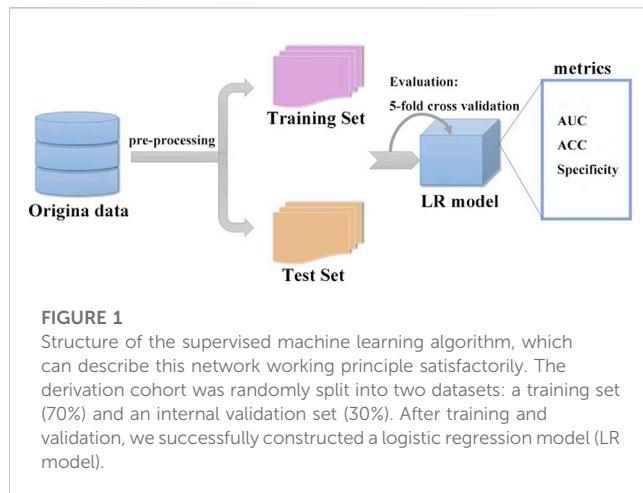 metrics
Evaluation:
5-fold cross validation
Training Set
pre-processing
AUC
ACC
Specificity
Origina data
LR model
Test Set
FIGURE 1
Structure of the supervised machine learning algorithm, which
can describe this network working principle satisfactorily. The
derivation cohort was randomly split into two datasets: a training set
(70%) and an internal validation set (30%). After training and
validation, we successfully constructed a logistic regression model (LR
model).